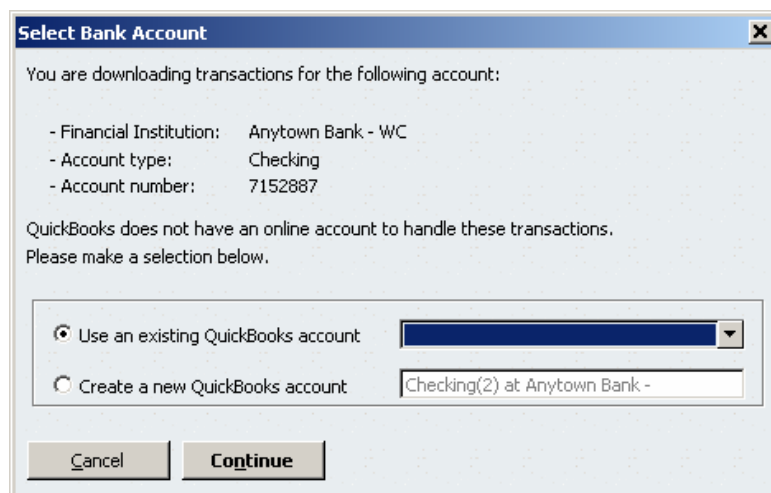 Select Bank Account
You are downloading transactions for the following account:
- Financial Institution: Anytown Bank - WC
- Account type: Checking
- Account number: 7152887
QuickBooks does not have an online account to handle these transactions.
Please make a selection below.
Use an existing QuickBooks account
Create a new QuickBooks account Checking(2) at Anytown Bank -
Cancel Continue